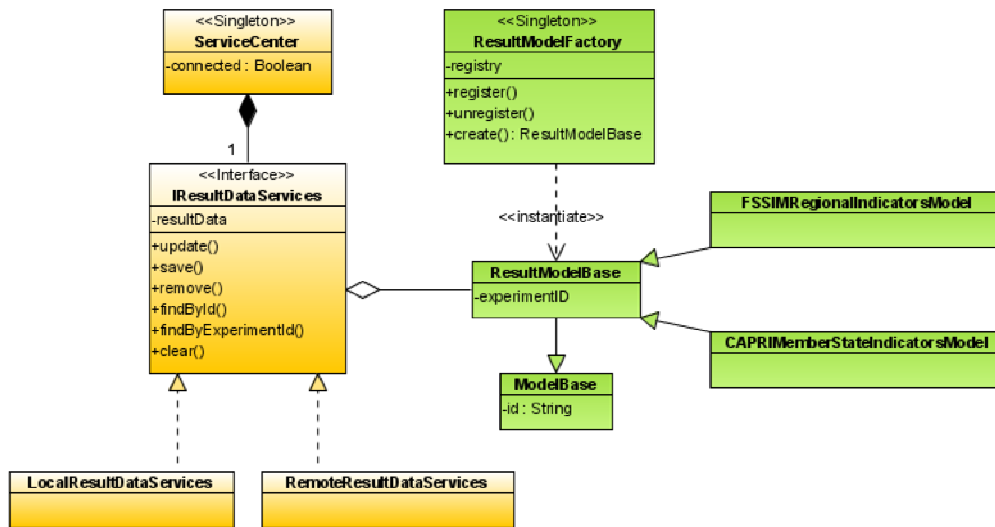 <<Singleton>>
ServiceCenter
-connected : Boolean
1
<<Interface>>
IResultDataServices
-resultData
+update()
+save()
+remove()
+findById()
+findByExperimentId()
+clear()
LocalResultDataServices
RemoteResultDataServices
<<Singleton>>
ResultModelFactory
-registry
+register()
+unregister()
+create() : ResultModelBase
<<instantiate>>
ResultModelBase
-experimentID
ModelBase
-id : String
FSSIMRegionalIndicatorsModel
CAPRIMemberStateIndicatorsModel